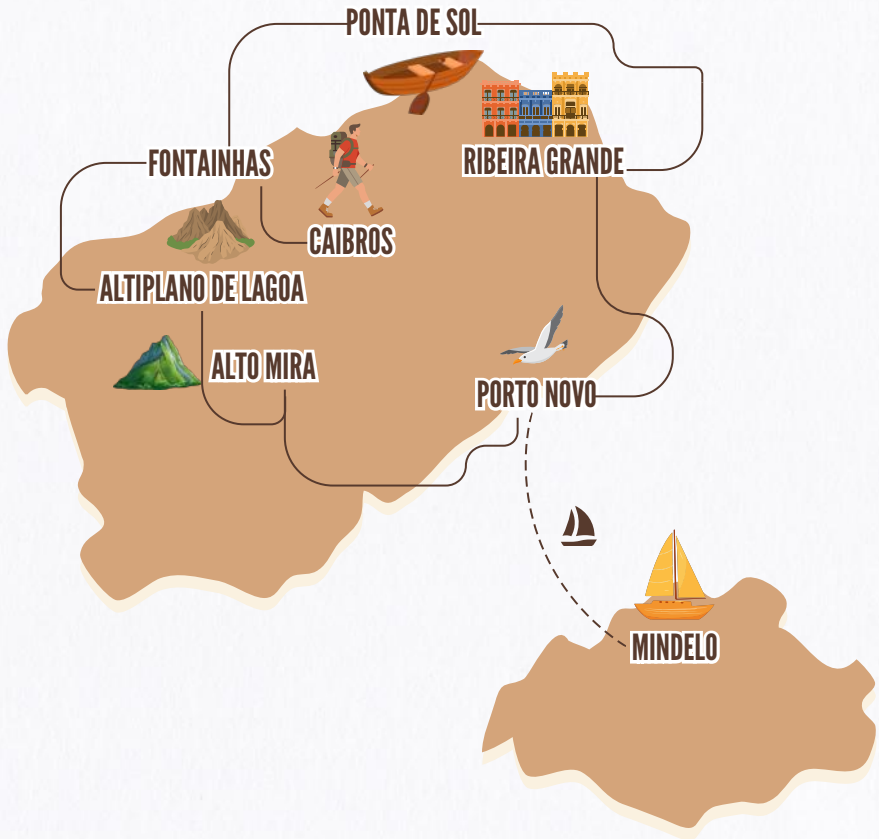 PONTA DE SOL
FONTAINHAS
RIBEIRA GRANDE
CAIBROS
ALTIPLANO DE LAGOA
ALTO MIRA
PORTO NOVO
MINDELO